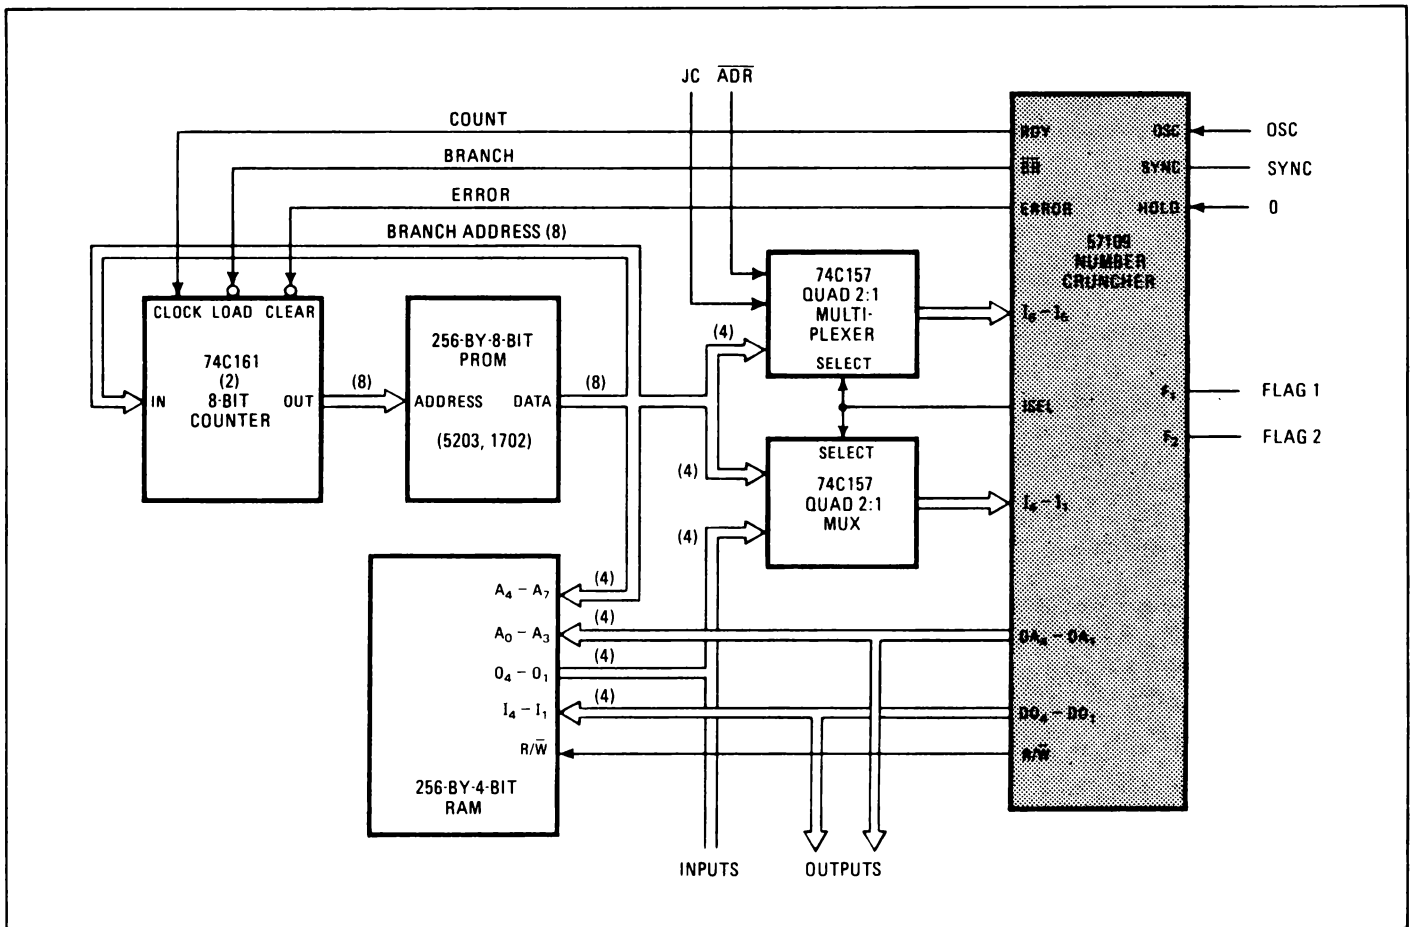 JC ADR
COUNT
BRANCH
ERROR
BRANCH ADDRESS (8)
RDY
BR
ERROR
OSC
SYNC
HOLD
OSC
SYNC
0
57109
NUMBER
CRUNCHER
CLOCK LOAD CLEAR
74C161
(2)
8-BIT
COUNTER
IN
OUT
(8)
256-BY-8-BIT
PROM
ADDRESS DATA
(5203, 1702)
(8)
(4)
(4)
(4)
74C157
QUAD 2:1
MULTI-
PLEXER
SELECT
SELECT
74C157
QUAD 2:1
MUX
ISEL
I₄ – I₁
F₁
F₂
FLAG 1
FLAG 2
A₄ – A₇
(4)
A₀ – A₃
(4)
O₄ – O₁
(4)
I₄ – I₁
(4)
R/W̅
256-BY-4-BIT
RAM
DA₄ – DA₁
DO₄ – DO₁
R/W̅
INPUTS
OUTPUTS